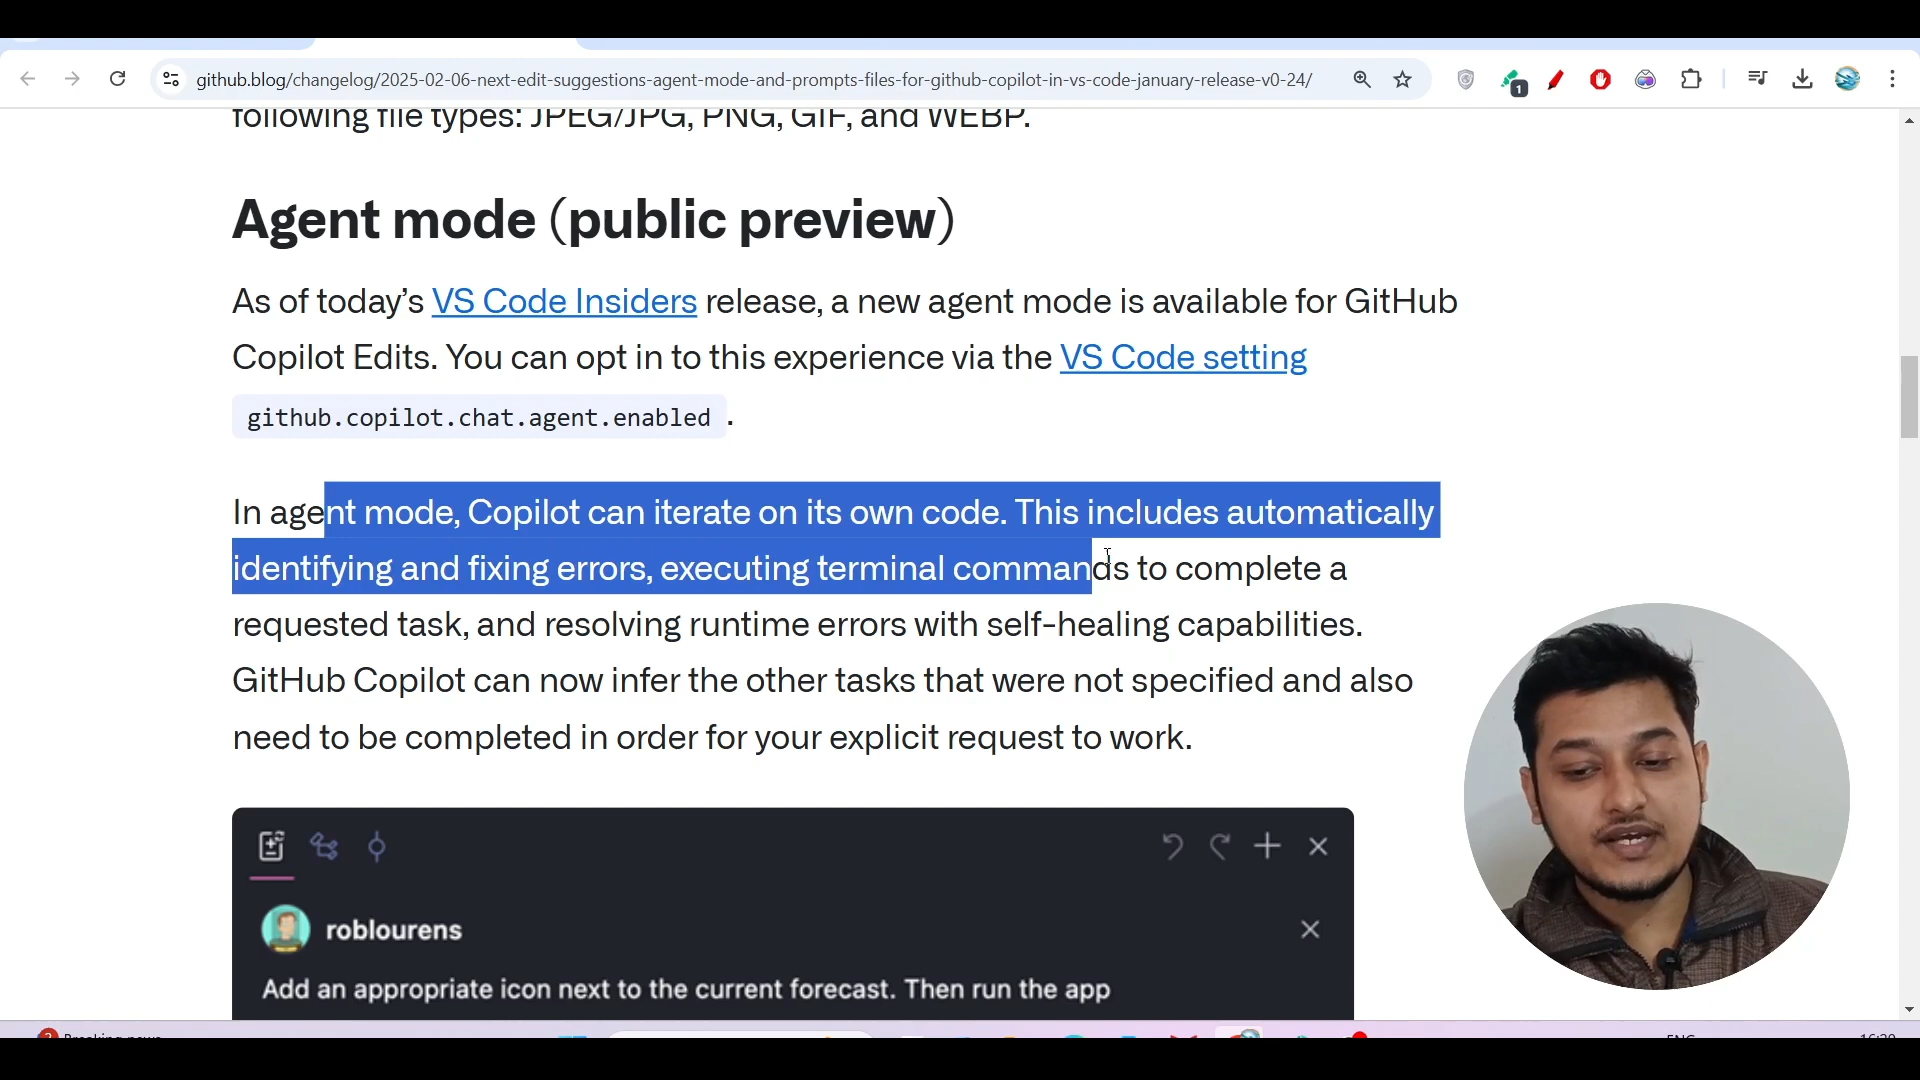 github.blog/changelog/2025-02-06-next-edit-suggestions-agent-mode-and-prompts-files-for-github-copilot-in-vs-code-january-release-v0-24/
1
following file types: JPEG/JPG, PNG, GIF, and WEBP.
Agent mode (public preview)
As of today’s VS Code Insiders release, a new agent mode is available for GitHub
Copilot Edits. You can opt in to this experience via the VS Code setting
github.copilot.chat.agent.enabled .
In agent mode, Copilot can iterate on its own code. This includes automatically
identifying and fixing errors, executing terminal commands to complete a
requested task, and resolving runtime errors with self-healing capabilities.
GitHub Copilot can now infer the other tasks that were not specified and also
need to be completed in order for your explicit request to work.
roblourens
Add an appropriate icon next to the current forecast. Then run the app